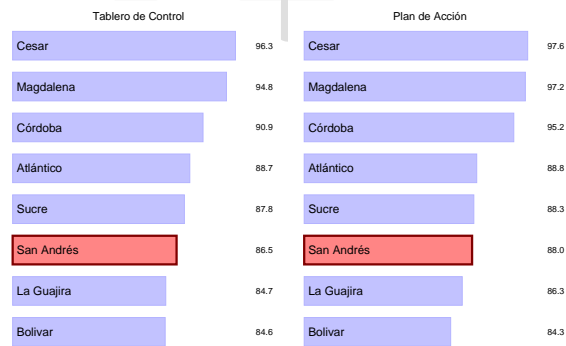 Tablero de Control
Cesar 96.3
Magdalena 94.8
Córdoba 90.9
Atlántico 88.7
Sucre 87.8
San Andrés 86.5
La Guajira 84.7
Bolivar 84.6
Plan de Acción
Cesar 97.6
Magdalena 97.2
Córdoba 95.2
Atlántico 88.8
Sucre 88.3
San Andrés 88.0
La Guajira 86.3
Bolivar 84.3